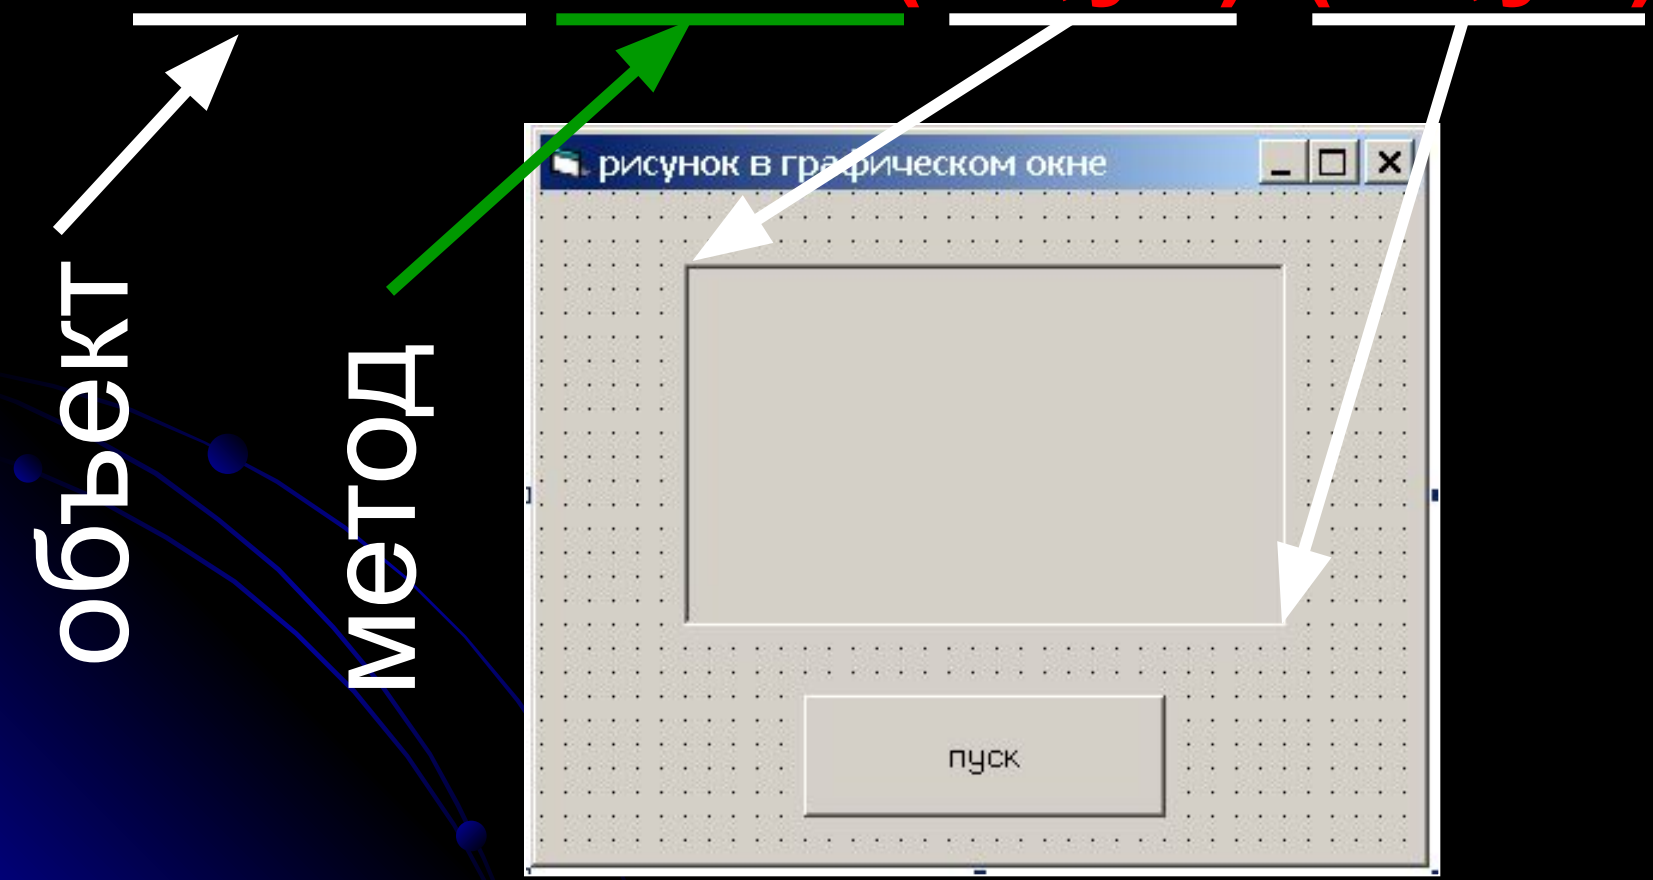 объект
метод
рисунок в графическом окне
пуск